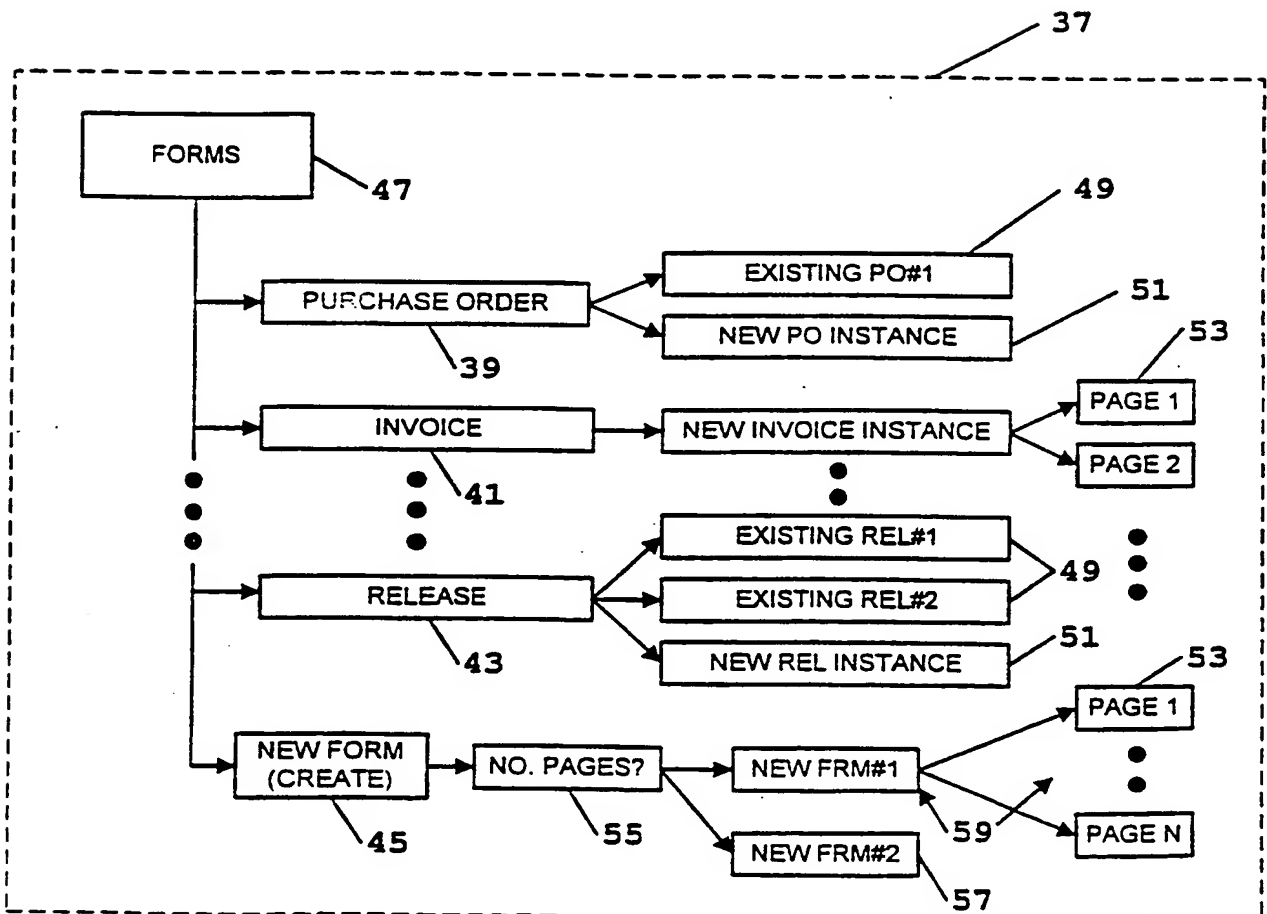 37
FORMS
47
49
EXISTING PO#1
PURCHASE ORDER
51
NEW PO INSTANCE
39
53
PAGE 1
INVOICE
NEW INVOICE INSTANCE
PAGE 2
41
EXISTING REL#1
49
RELEASE
EXISTING REL#2
43
NEW REL INSTANCE
51
53
PAGE 1
NEW FORM
(CREATE)
NO. PAGES?
NEW FRM#1
45
55
59
PAGE N
NEW FRM#2
57